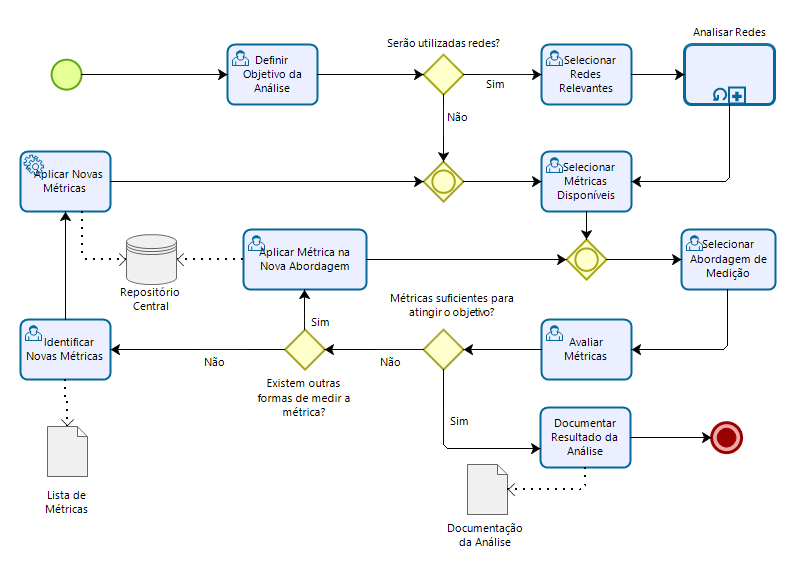 Analisar Redes
Serão utilizadas redes?
Definir
Objetivo da
Análise
Sim
Selecionar
Redes
Relevantes
Não
Aplicar Novas
Métricas
Selecionar
Métricas
Disponíveis
Aplicar Métrica na
Nova Abordagem
Selecionar
Abordagem de
Medição
Repositório
Central
Métricas suficientes para
atingir o objetivo?
Sim
Identificar
Novas Métricas
Não
Não
Avaliar
Métricas
Existem outras
formas de medir a
métrica?
Sim
Documentar
Resultado da
Análise
Lista de
Métricas
Documentação
da Análise